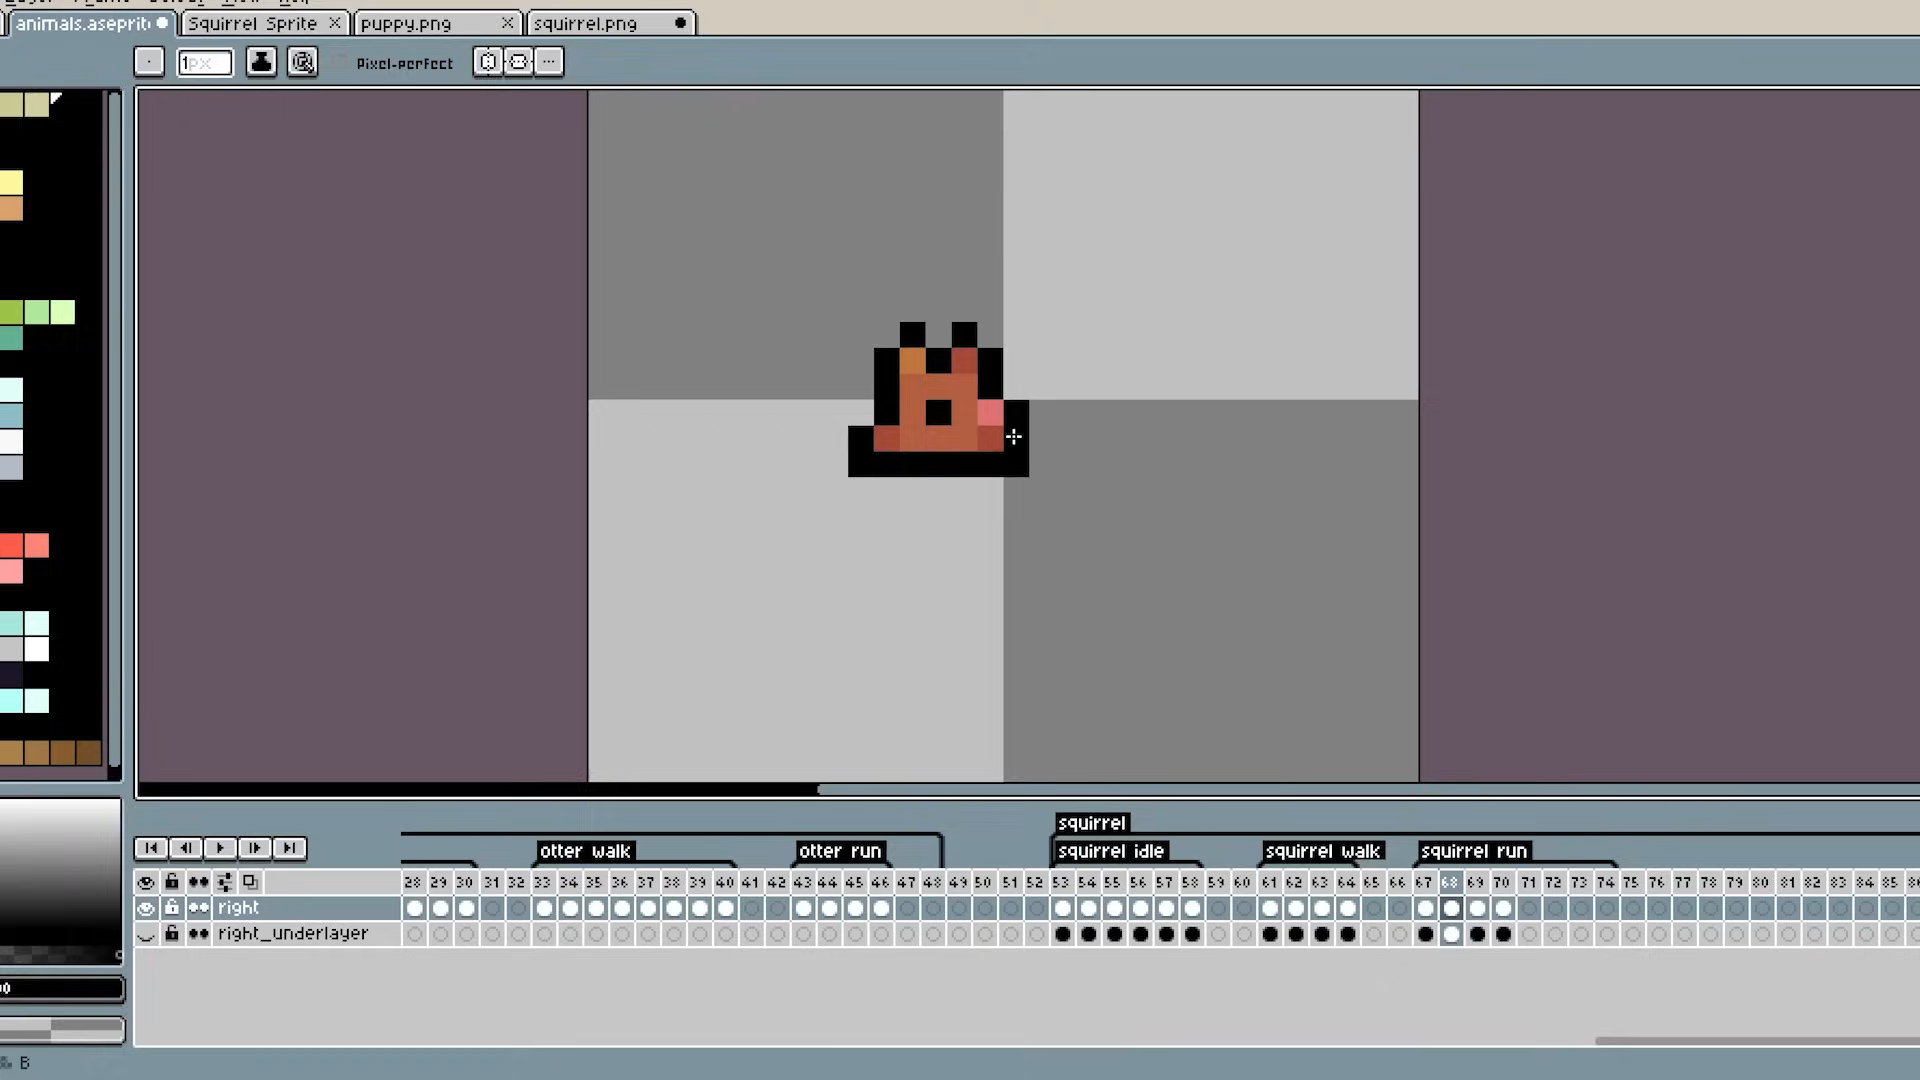 animals.aseprite
Squirrel Sprite
puppy.png
squirrel.png
1px
Pixel-perfect
squirrel
otter walk
otter run
squirrel idle
squirrel walk
squirrel run
28 29 30 31 32 33 34 35 36 37 38 39 40 41 42 43 44 45 46 47 48 49 50 51 52 53 54 55 56 57 58 59 60 61 62 63 64 65 66 67 68 69 70 71 72 73 74 75 76 77 78 79 80 81 82 83 84 85
right
right_underlayer
B